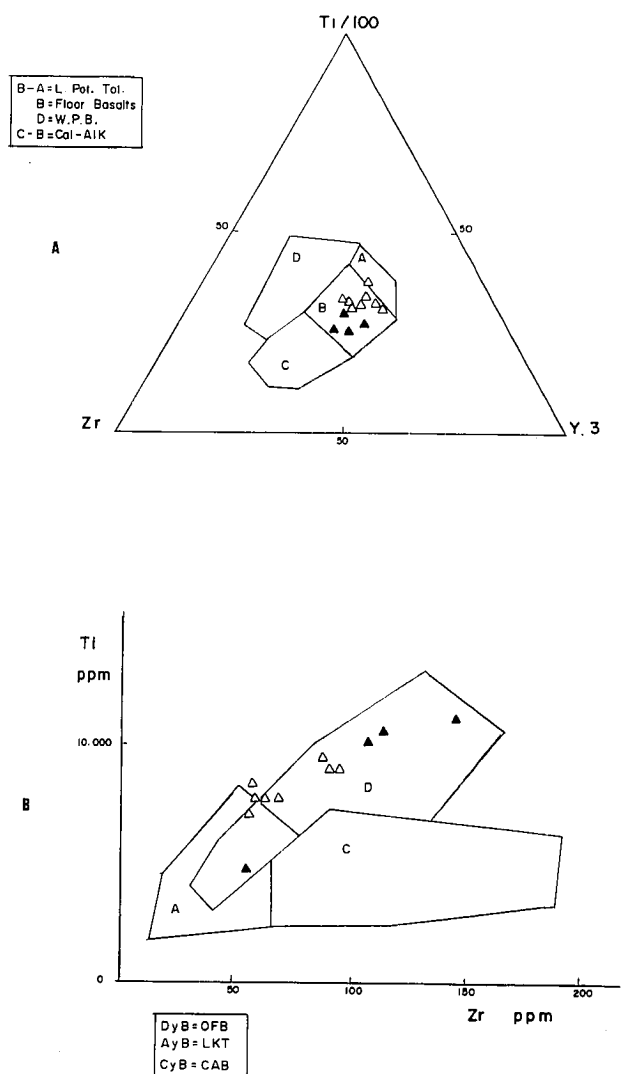 Ti/100
B-A=L. Pot. Tol.
B=Floor Basalts
D=W.P.B.
C-B=Cal-Alk
50
50
A
D
A
B
C
Zr
50
Y. 3
Ti
ppm
10.000
B
D
C
A
0
50
100
150
200
Zr ppm
DyB=OFB
AyB=LKT
CyB=CAB